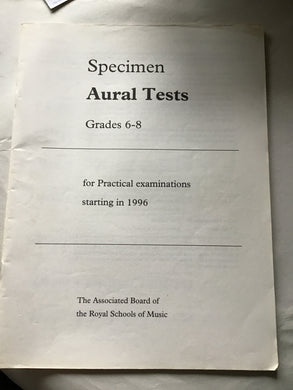 Specimen
Aural Tests
Grades 6-8
for Practical examinations
starting in 1996
The Associated Board of
the Royal Schools of Music